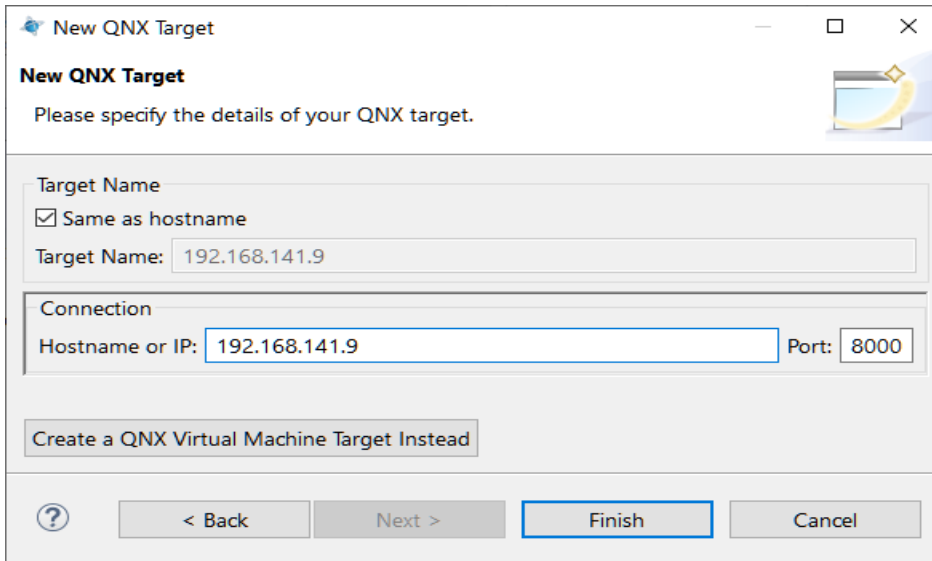 New QNX Target
New QNX Target
Please specify the details of your QNX target.
Target Name
Same as hostname
Target Name: 192.168.141.9
Connection
Hostname or IP: 192.168.141.9 Port: 8000
Create a QNX Virtual Machine Target Instead
? < Back Next > Finish Cancel